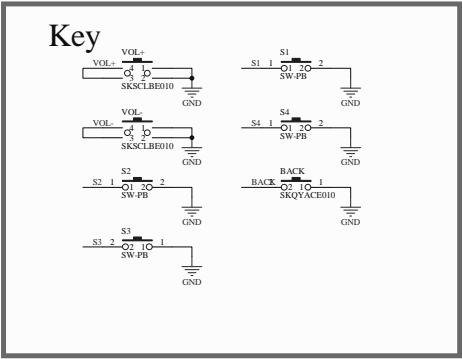 Key
VOL+
VOL+ 4 1
3 2
SKSCLBE010
GND
VOL-
VOL- 4 1
3 2
SKSCLBE010
GND
S2
S2 1 1 2 2
SW-PB
GND
S3
S3 2 2 1 1
SW-PB
GND
S1
S1 1 1 2 2
SW-PB
GND
S4
S4 1 1 2 2
SW-PB
GND
BACK
BACK 2 2 1 1
SKQYACE010
GND